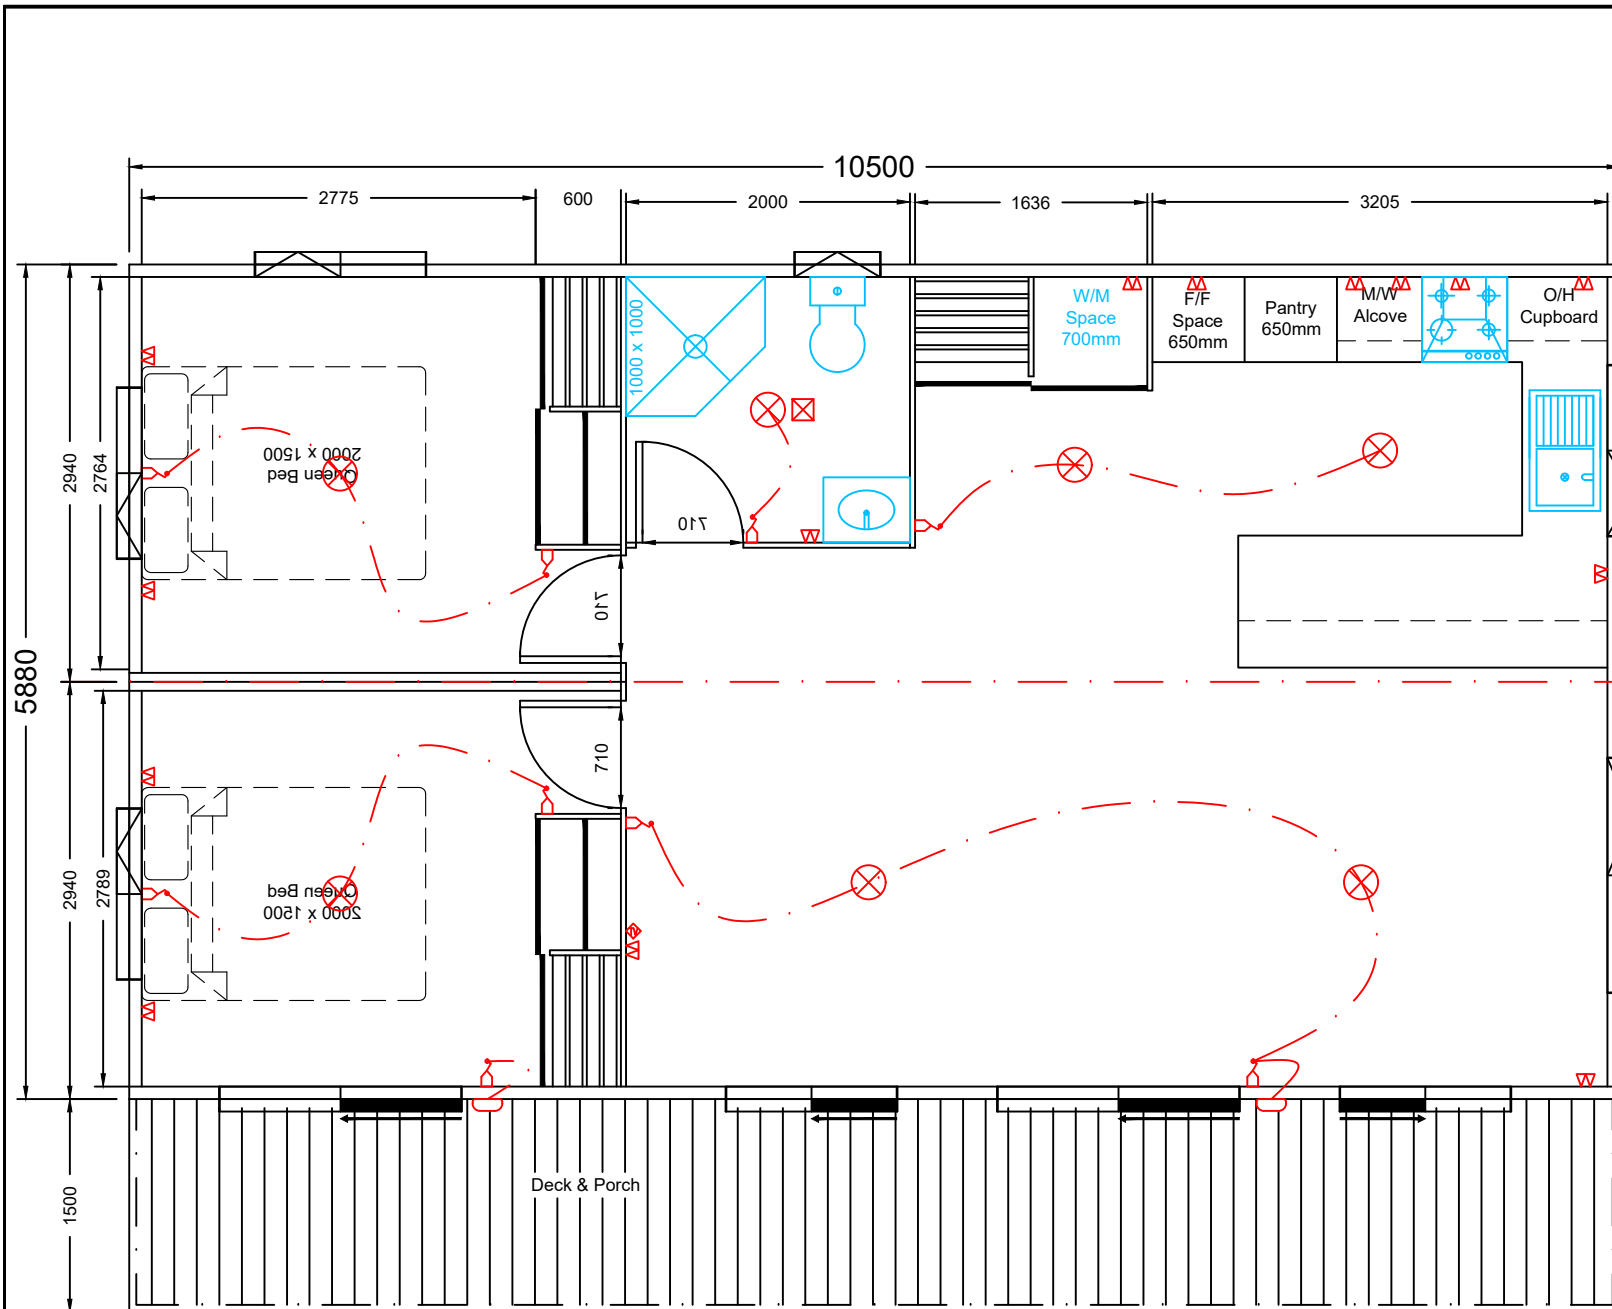 10500
2775
600
2000
1636
3205
5880
2940
2764
2940
2789
1500
1000 x 1000
W/M
Space
700mm
F/F
Space
650mm
Pantry
650mm
M/W
Alcove
O/H
Cupboard
2000 x 1500
Queen Bed
710
710
710
Queen Bed
2000 x 1500
Deck & Porch